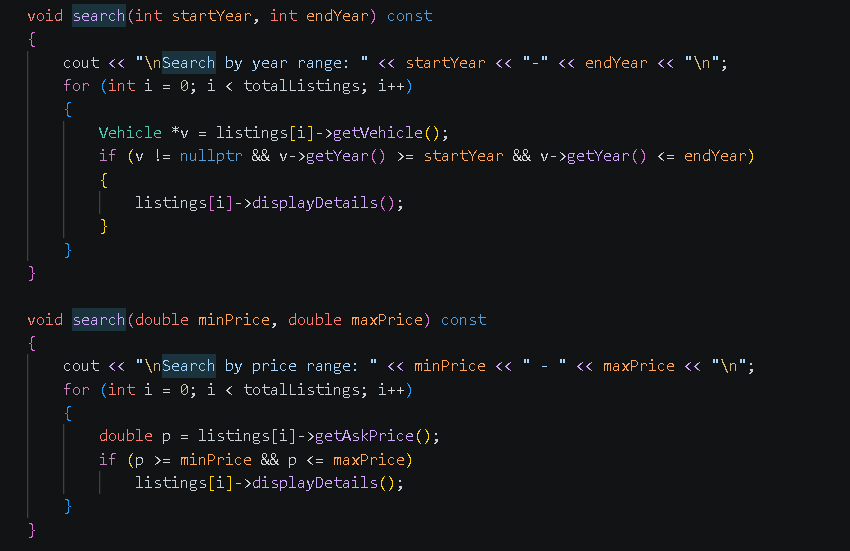 void search(int startYear, int endYear) const
{
    cout << "\nSearch by year range: " << startYear << "-" << endYear << "\n";
    for (int i = 0; i < totalListings; i++)
    {
        Vehicle *v = listings[i]->getVehicle();
        if (v != nullptr && v->getYear() >= startYear && v->getYear() <= endYear)
        {
            listings[i]->displayDetails();
        }
    }
}

void search(double minPrice, double maxPrice) const
{
    cout << "\nSearch by price range: " << minPrice << " - " << maxPrice << "\n";
    for (int i = 0; i < totalListings; i++)
    {
        double p = listings[i]->getAskPrice();
        if (p >= minPrice && p <= maxPrice)
            listings[i]->displayDetails();
    }
}